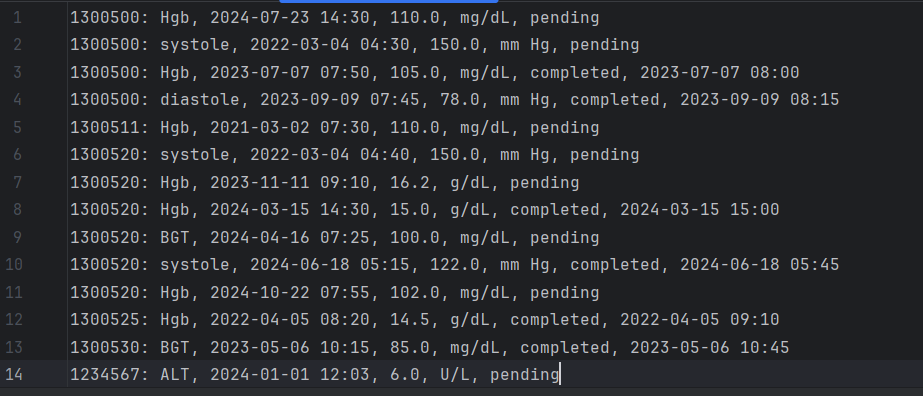 1 1300500: Hgb, 2024-07-23 14:30, 110.0, mg/dL, pending
2 1300500: systole, 2022-03-04 04:30, 150.0, mm Hg, pending
3 1300500: Hgb, 2023-07-07 07:50, 105.0, mg/dL, completed, 2023-07-07 08:00
4 1300500: diastole, 2023-09-09 07:45, 78.0, mm Hg, completed, 2023-09-09 08:15
5 1300511: Hgb, 2021-03-02 07:30, 110.0, mg/dL, pending
6 1300520: systole, 2022-03-04 04:40, 150.0, mm Hg, pending
7 1300520: Hgb, 2023-11-11 09:10, 16.2, g/dL, pending
8 1300520: Hgb, 2024-03-15 14:30, 15.0, g/dL, completed, 2024-03-15 15:00
9 1300520: BGT, 2024-04-16 07:25, 100.0, mg/dL, pending
10 1300520: systole, 2024-06-18 05:15, 122.0, mm Hg, completed, 2024-06-18 05:45
11 1300520: Hgb, 2024-10-22 07:55, 102.0, mg/dL, pending
12 1300525: Hgb, 2022-04-05 08:20, 14.5, g/dL, completed, 2022-04-05 09:10
13 1300530: BGT, 2023-05-06 10:15, 85.0, mg/dL, completed, 2023-05-06 10:45
14 1234567: ALT, 2024-01-01 12:03, 6.0, U/L, pending